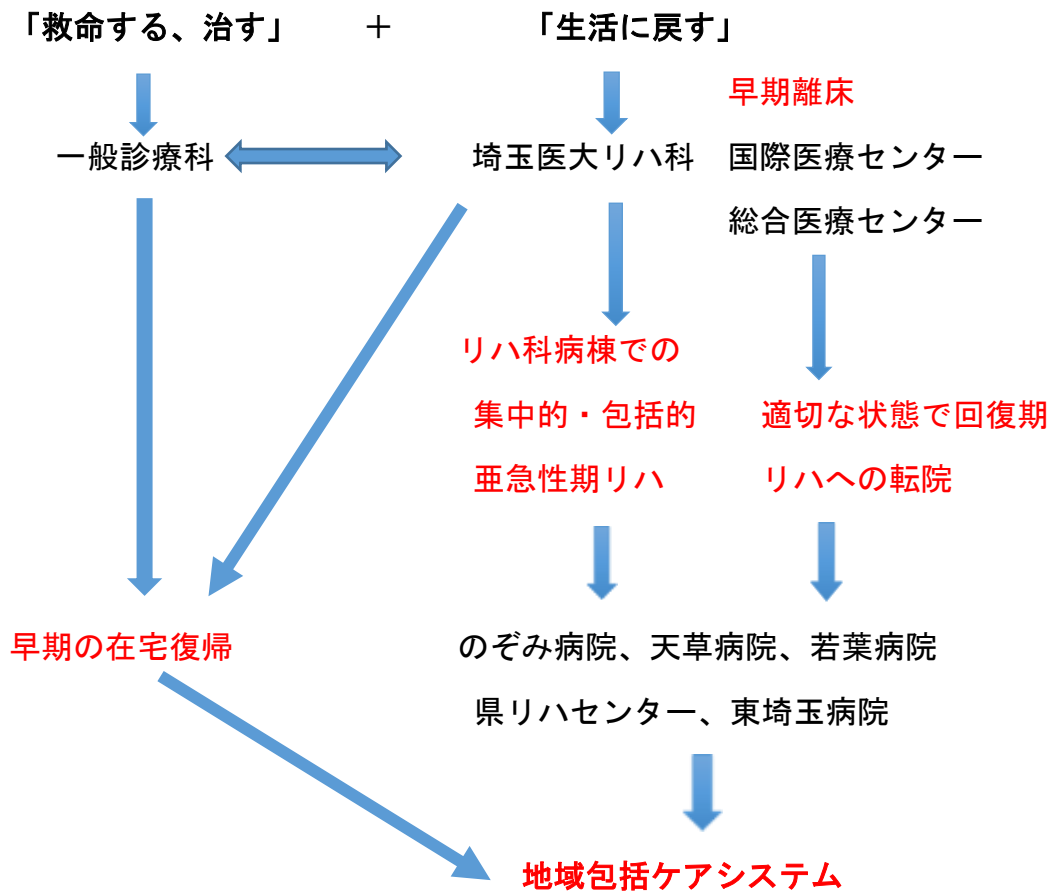 「救命する、治す」 + 「生活に戻す」
早期離床
一般診療科 埼玉医大リハ科 国際医療センター
総合医療センター
リハ科病棟での
集中的・包括的 適切な状態で回復期
亜急性期リハ リハへの転院
早期の在宅復帰 のぞみ病院、天草病院、若葉病院
県リハセンター、東埼玉病院
地域包括ケアシステム